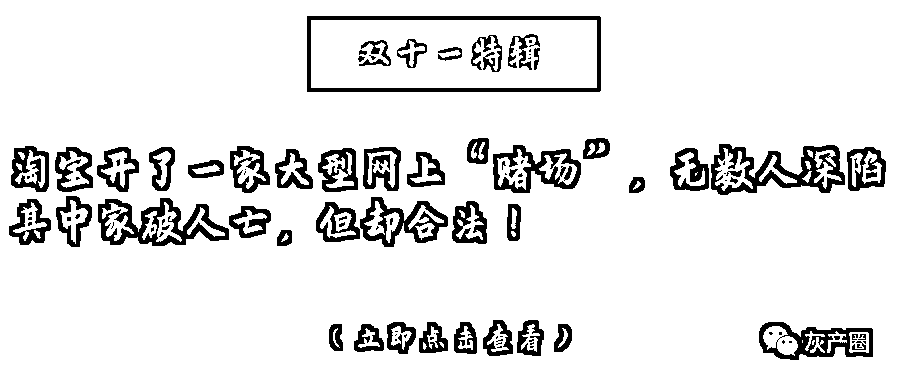 双十一特辑
淘宝开了一家大型网上“赌场”，无数人深陷
其中家破人亡，但却合法！
（立即点击查看）
灰产圈